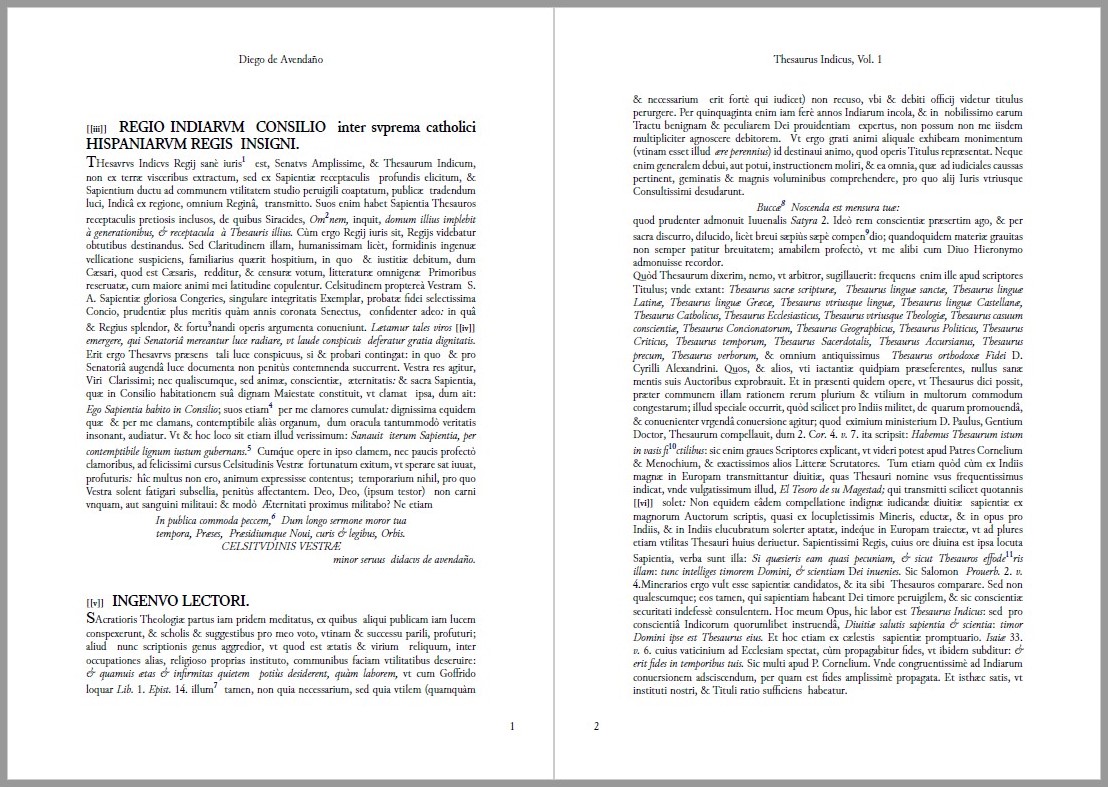 Diego de Avendaño
[[iii]] REGIO INDIARVM CONSILIO inter svprema catholici
HISPANIARVM REGIS INSIGNI.
THesavrvs Indicvs Regij sanè iuris1 est, Senatvs Amplissime, & Thesaurum Indicum,
non ex terræ visceribus extractum, sed ex Sapientiæ receptaculis profundis elicitum, &
Sapientium ductu ad communem vtilitatem studio peruigili coaptatum, publicæ tradendum
luci, Indicâ ex regione, omnium Reginâ, transmitto. Suos enim habet Sapientia Thesauros
receptaculis pretiosis inclusos, de quibus Siracides, Om2nem, inquit, domum illius implebit
à generationibus, & receptacula à Thesauris illius. Cùm ergo Regij iuris sit, Regijs videbatur
obtutibus destinandus. Sed Claritudinem illam, humanissimam licèt, formidinis ingenuæ
vellicatione suspiciens, familiarius quærit hospitium, in quo & iustitiæ debitum, dum
Cæsari, quod est Cæsaris, redditur, & censuræ votum, litteraturæ omnigenæ Primoribus
reseruatæ, cum maiore animi mei latitudine copulentur. Celsitudinem proptereà Vestram S.
A. Sapientiæ gloriosa Congeries, singulare integritatis Exemplar, probatæ fidei selectissima
Concio, prudentiæ plus meritis quàm annis coronata Senectus, confidenter adeo: in quâ
& Regius splendor, & fortu3nandi operis argumenta conueniunt. Lætamur tales viros [[iv]]
emergere, qui Senatoriâ mereantur luce radiare, vt laude conspicuis deferatur gratia dignitatis.
Erit ergo Thesavrvs præsens tali luce conspicuus, si & probari contingat: in quo & pro
Senatoriâ augendâ luce documenta non penitùs contemnenda succurrent. Vestra res agitur,
Viri Clarissimi; nec qualiscumque, sed animæ, conscientiæ, æternitatis: & sacra Sapientia,
quæ in Consilio habitationem suâ dignam Maiestate constituit, vt clamat ipsa, dum ait:
Ego Sapientia habito in Consilio; suos etiam4 per me clamores cumulat: dignissima equidem
quæ & per me clamans, contemptibile aliàs organum, dum oracula tantummodò veritatis
insonant, audiatur. Vt & hoc loco sit etiam illud verissimum: Sanauit iterum Sapientia, per
contemptibile lignum iustum gubernans.5 Cumque opere in ipso clamem, nec paucis profectò
clamoribus, ad felicissimi cursus Celsitudinis Vestræ fortunatum exitum, vt sperare sat iuuat,
profuturis: hìc multus non ero, animum expressisse contentus; temporium nihil, pro quo
Vestra solent fatigari subsellia, penitùs affectantem. Deo, Deo, (ipsum testor) non carni
vnquam, aut sanguini militaui: & modò Æternitati proximus militabo? Ne etiam
In publica commoda peccem,6 Dum longo sermone moror tua
tempora, Præses, Præsidiumque Noui, curis & legibus, Orbis.
CELSITVDINIS VESTRÆ
minor seruus didacvs de avendaño.
[[v]] INGENVO LECTORI.
SAcratioris Theologiæ partus iam pridem meditatus, ex quibus aliqui publicam iam lucem
conspexerunt, & scholis & suggestibus pro meo voto, vtinam & successu parili, profuturi;
aliud nunc scriptionis genus aggredior, vt quod est ætatis & virium reliquum, inter
occupationes alias, religioso proprias instituto, communibus faciam vtilitatibus deseruire:
& quamuis ætas & infirmitas quietem potiùs desiderent, quàm laborem, vt cum Goffrido
loquar Lib. 1. Epist. 14. illum7 tamen, non quia necessarium, sed quia vtilem (quamquàm
1
Thesaurus Indicus, Vol. 1
& necessarium erit fortè qui iudicet) non recuso, vbi & debiti officij videtur titulus
perurgere. Per quinquaginta enim iam ferè annos Indiarum incola, & in nobilissimo earum
Tractu benignam & peculiarem Dei prouidentiam expertus, non possum non me iisdem
multipliciter agnoscere debitorem. Vt ergo grati animi aliquale exhibeam monimentum
(vtinam esset illud ære perennius) id destinaui animo, quod operis Titulus repræsentat. Neque
enim generalem debui, aut potui, instructionem moliri; & ea omnia, quæ ad iudiciales caussas
pertinent, geminatis & magnis voluminibus comprehendere, pro quo alij Iuris vtriusque
Consultissimi desudarunt.
Buccæ8 Noscenda est mensura tuæ:
quod prudenter admonuit Iuuenalis Satyra 2. Ideò rem conscientiæ præsertim ago, & per
sacra discurro, dilucido, licèt breui sæpiùs sæpè compen9dio; quandoquidem materiæ grauitas
non semper patitur breuitatem; amabilem profectò, vt me alibi cum Diuo Hieronymo
admonuisse recordor.
Quòd Thesaurum dixerim, nemo, vt arbitror, sugillauerit: frequens enim ille apud scriptores
Titulus; vnde extant: Thesaurus sacræ scripturæ, Thesaurus linguæ sanctæ, Thesaurus linguæ
Latinæ, Thesaurus linguæ Græcæ, Thesaurus vtriusque linguæ, Thesaurus linguæ Castellanæ,
Thesaurus Catholicus, Thesaurus Ecclesiasticus, Thesaurus vtriusque Theologiæ, Thesaurus casuum
conscientiæ, Thesaurus Concionatorum, Thesaurus Geographicus, Thesaurus Politicus, Thesaurus
Criticus, Thesaurus temporum, Thesaurus Sacerdotalis, Thesaurus Accursianus, Thesaurus
precum, Thesaurus verborum, & omnium antiquissimus Thesaurus orthodoxæ Fidei D.
Cyrilli Alexandrini. Quos, & alios, vti iactantiæ quidpiam præseferentes, nullus sanæ
mentis suis Auctoribus exprobrauit. Et in præsenti quidem opere, vt Thesaurus dici possit,
præter communem illam rationem rerum plurium & vtilium in multorum commodum
congestarum; illud speciale occurrit, quòd scilicet pro Indiis militet, de quarum promouendâ,
& conuenienter vrgendâ conuersione agitur; quod eximium ministerium D. Paulus, Gentium
Doctor, Thesaurum compellauit, dum 2. Cor. 4. v. 7. ita scripsit: Habemus Thesaurum istum
in vasis fi10ctilibus: sic enim graues Scriptores explicant, vt videri potest apud Patres Cornelium
& Menochium, & exactissimos alios Litteræ Scrutatores. Tum etiam quòd cùm ex Indiis
magnæ in Europam transmittantur diuitiæ, quas Thesauri nomine vsus frequentissimus
indicat, vnde vulgatissimum illud, El Tesoro de su Magestad; qui transmitti scilicet quotannis
[[vi]] solet: Non equidem eâdem compellatione indignæ iudicandæ diuitiæ sapientiæ ex
magnorum Auctorum scriptis, quasi ex locupletissimis Mineris, eductæ, & in opus pro
Indiis, & in Indiis elucubratum solerter aptatæ, indéque in Europam traiectæ, vt ad plures
etiam vtilitas Thesauri huius deriuetur. Sapientissimi Regis, cuius ore diuina est ipsa locuta
Sapientia, verba sunt illa: Si quæsieris eam quasi pecuniam, & sicut Thesauros effode11ris
illam: tunc intelliges timorem Domini, & scientiam Dei inuenies. Sic Salomon Prouerb. 2. v.
4.Minerarios ergo vult esse sapientiæ candidatos, & ita sibi Thesauros comparare. Sed non
qualescumque; eos tamen, qui sapientiam habeant Dei timore peruigilem, & sic conscientiæ
securitati indefessè consulentem. Hoc meum Opus, hic labor est Thesaurus Indicus: sed pro
conscientiâ Indicorum quorumlibet instruendâ, Diuitiæ salutis sapientia & scientia: timor
Domini ipse est Thesaurus eius. Et hoc etiam ex cælestis sapientiæ promptuario. Isaiæ 33.
v. 6. cuius vaticinium ad Ecclesiam spectat, cùm propagabitur fides, vt ibidem subditur: &
erit fides in temporibus tuis. Sic multi apud P. Cornelium. Vnde congruentissimè ad Indiarum
conuersionem adsciscendum, per quam est fides amplissimè propagata. Et isthæc satis, vt
instituti nostri, & Tituli ratio sufficiens habeatur.
2